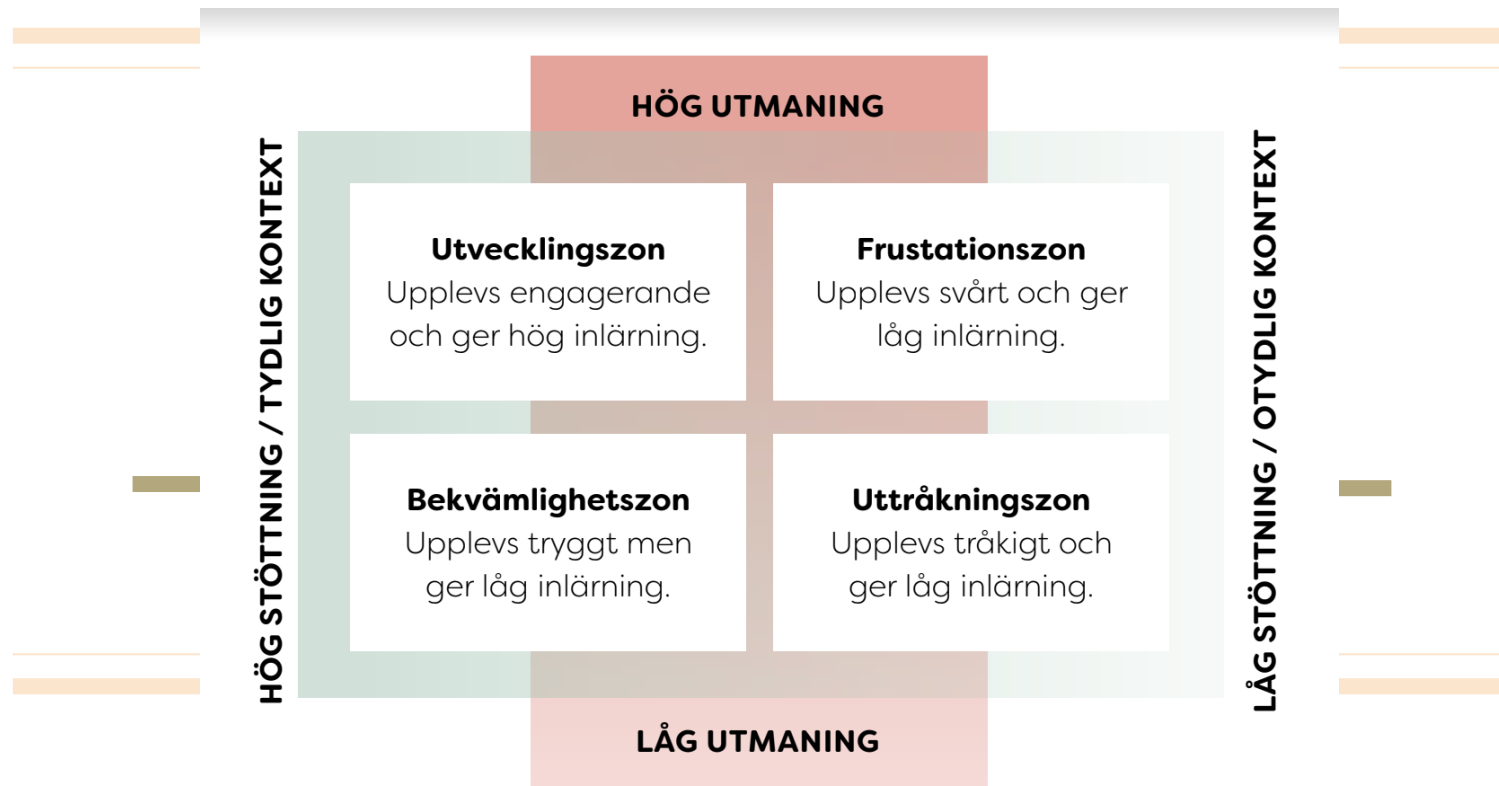 HÖG UTMANING
HÖG STÖTTNING / TYDLIG KONTEXT
Utvecklingszon
Upplevs engagerande
och ger hög inlärning.
Frustationszon
Upplevs svårt och ger
låg inlärning.
Bekvämlighetszon
Upplevs tryggt men
ger låg inlärning.
Uttråkningszon
Upplevs tråkigt och
ger låg inlärning.
LÅG STÖTTNING / OTYDLIG KONTEXT
LÅG UTMANING